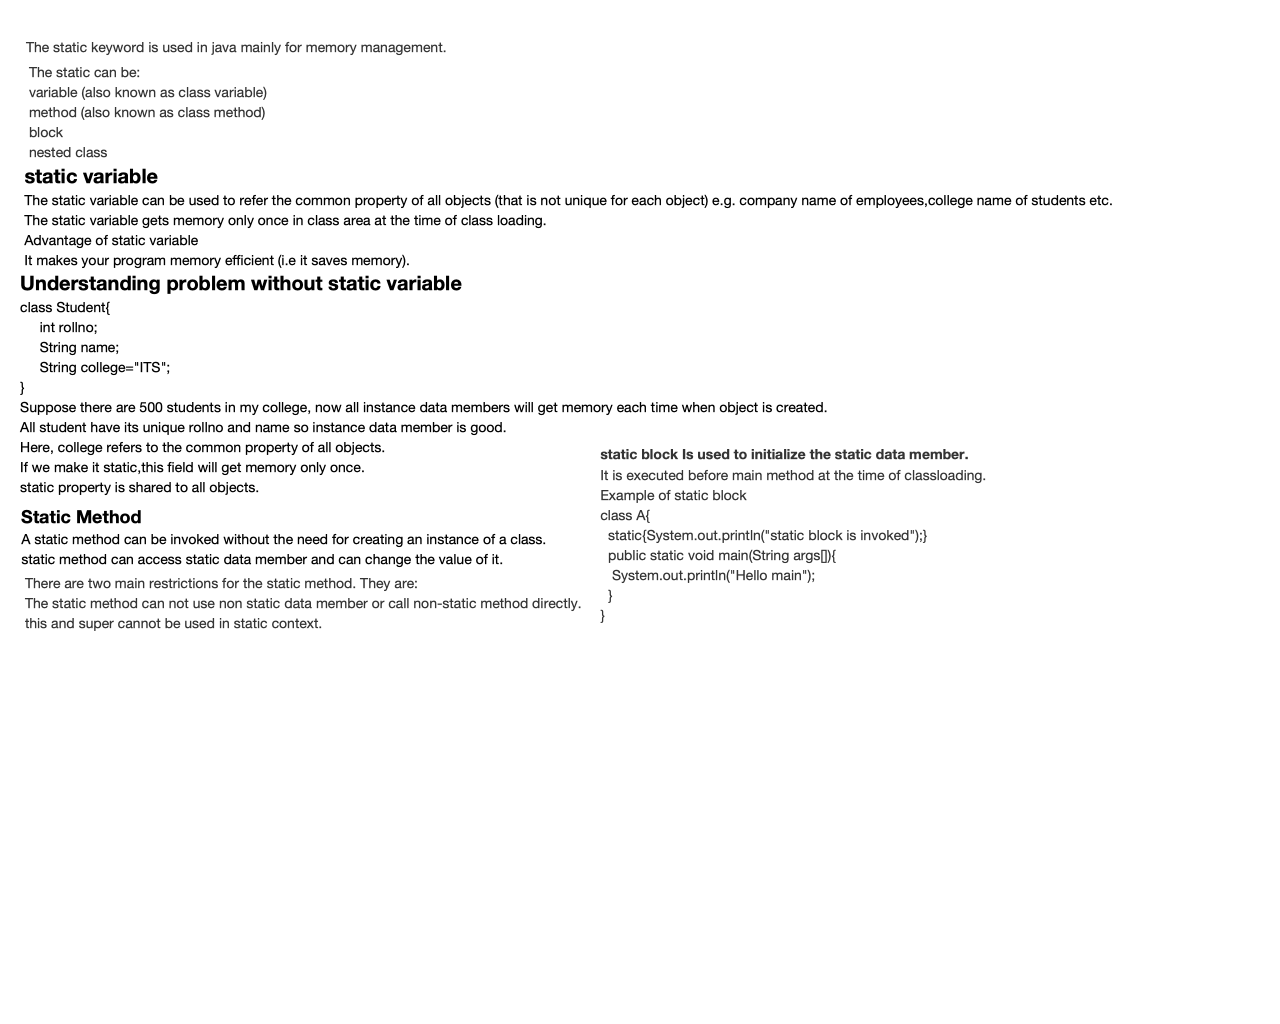 The static keyword is used in java mainly for memory management.
The static can be:
variable (also known as class variable)
method (also known as class method)
block
nested class
static variable
The static variable can be used to refer the common property of all objects (that is not unique for each object) e.g. company name of employees,college name of students etc.
The static variable gets memory only once in class area at the time of class loading.
Advantage of static variable
It makes your program memory efficient (i.e it saves memory).
Understanding problem without static variable
class Student{
int rollno;
String name;
String college="ITS";
}
Suppose there are 500 students in my college, now all instance data members will get memory each time when object is created.
All student have its unique rollno and name so instance data member is good.
Here, college refers to the common property of all objects.
If we make it static,this field will get memory only once.
static property is shared to all objects.
Static Method
A static method can be invoked without the need for creating an instance of a class.
static method can access static data member and can change the value of it.
There are two main restrictions for the static method. They are:
The static method can not use non static data member or call non-static method directly.
this and super cannot be used in static context.
static block Is used to initialize the static data member.
It is executed before main method at the time of classloading.
Example of static block
class A{
static{System.out.println("static block is invoked");}
public static void main(String args[]){
System.out.println("Hello main");
}
}